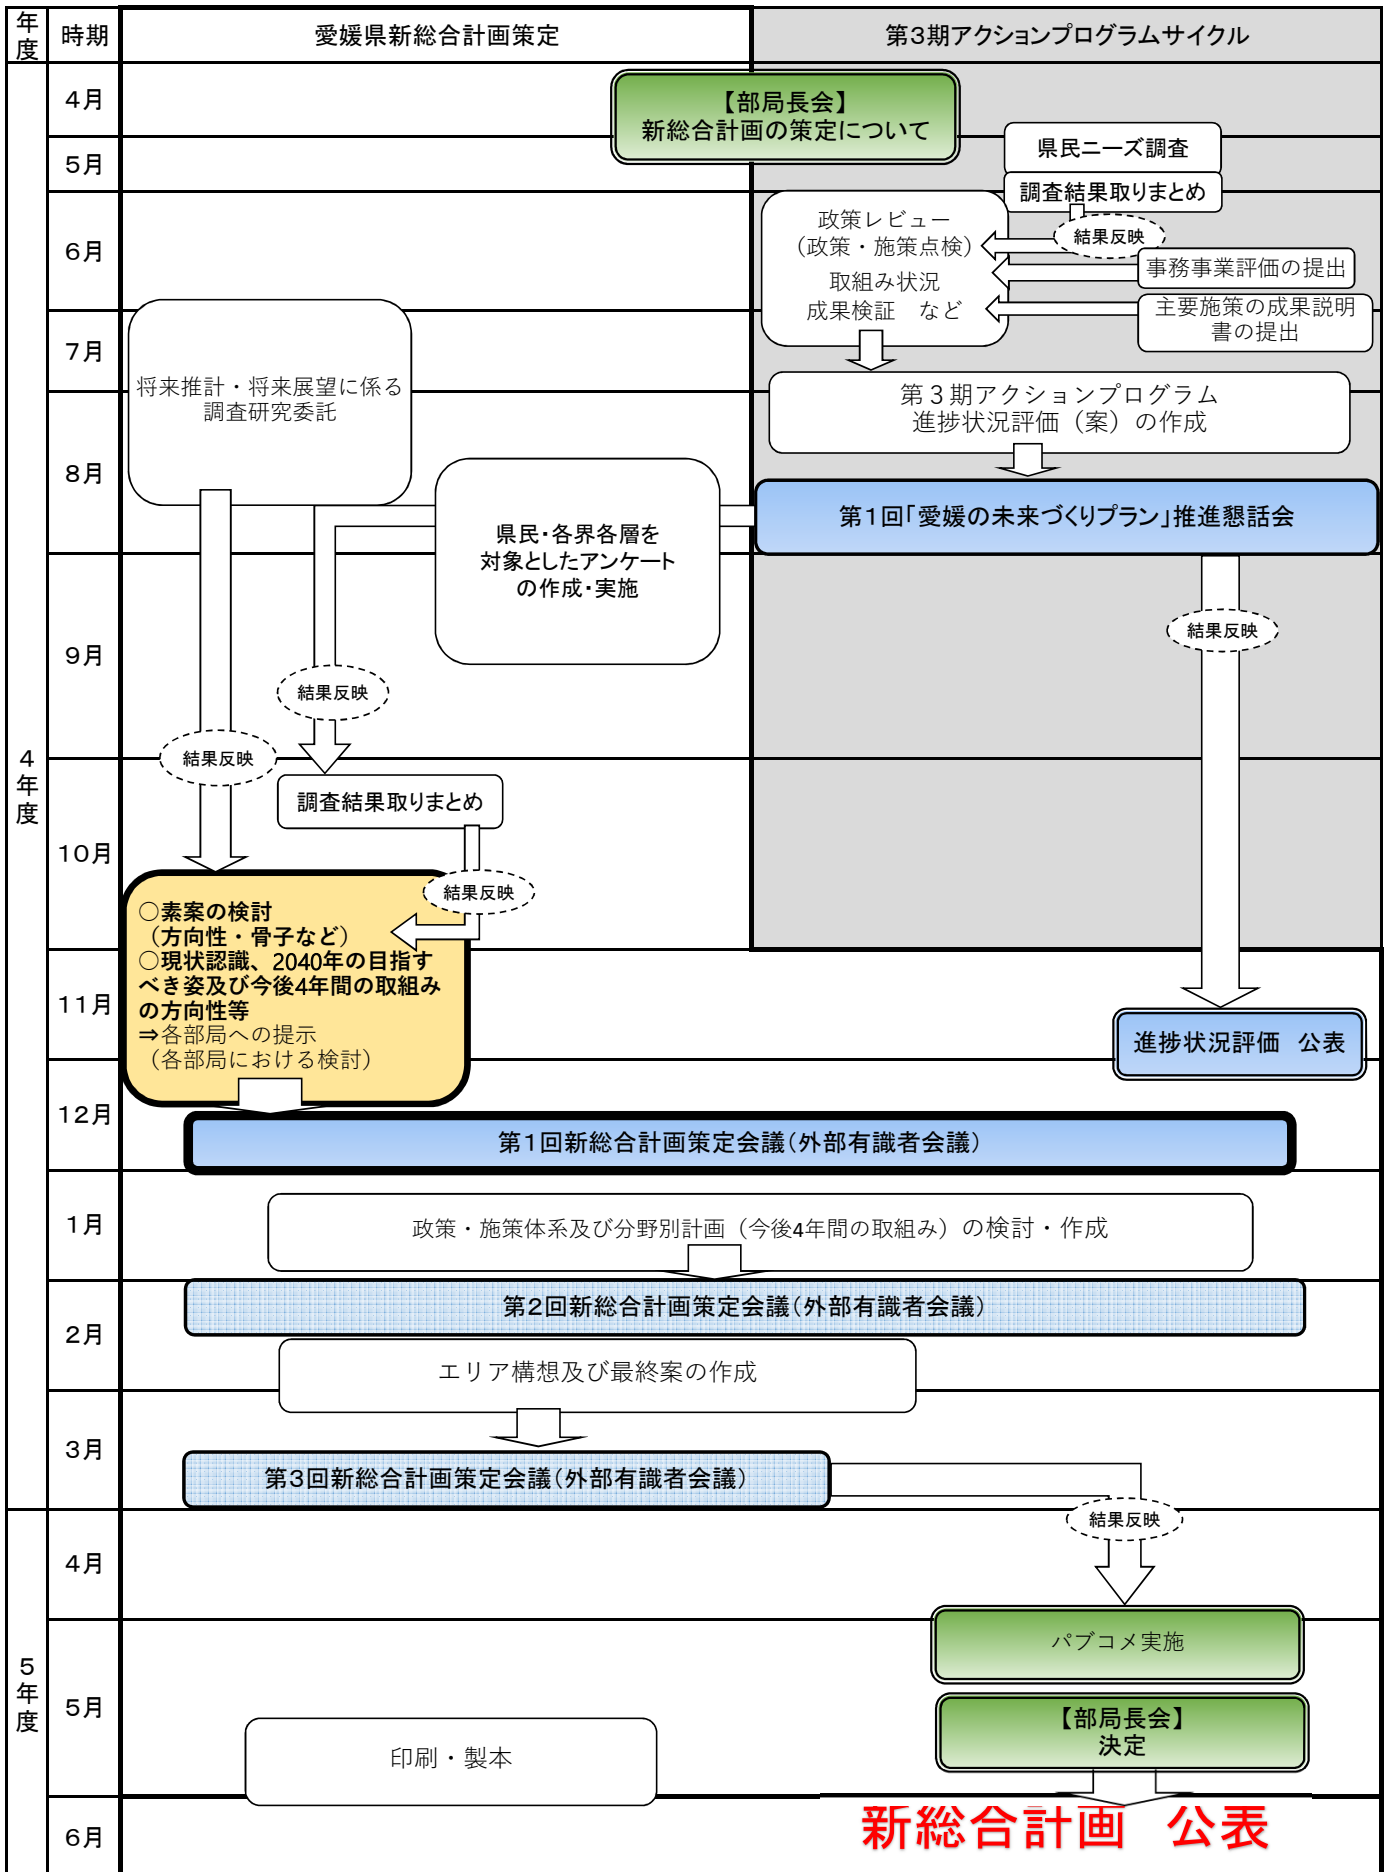 年度
時期
愛媛県新総合計画策定
第3期アクションプログラムサイクル
4年度
4月
【部局長会】
新総合計画の策定について
5月
県民ニーズ調査
調査結果取りまとめ
6月
政策レビュー
（政策・施策点検）
取組み状況
成果検証　など
結果反映
事務事業評価の提出
主要施策の成果説明
書の提出
7月
将来推計・将来展望に係る
調査研究委託
第３期アクションプログラム
進捗状況評価（案）の作成
8月
県民・各界各層を
対象としたアンケート
の作成・実施
第1回「愛媛の未来づくりプラン」推進懇話会
9月
結果反映
結果反映
結果反映
10月
調査結果取りまとめ
結果反映
○素案の検討
（方向性・骨子など）
○現状認識、2040年の目指す
べき姿及び今後4年間の取組み
の方向性等
⇒各部局への提示
（各部局における検討）
11月
進捗状況評価　公表
12月
第1回新総合計画策定会議（外部有識者会議）
1月
政策・施策体系及び分野別計画（今後4年間の取組み）の検討・作成
2月
第2回新総合計画策定会議（外部有識者会議）
エリア構想及び最終案の作成
3月
第3回新総合計画策定会議（外部有識者会議）
結果反映
5年度
4月
パブコメ実施
5月
【部局長会】
決定
印刷・製本
6月
新総合計画　公表